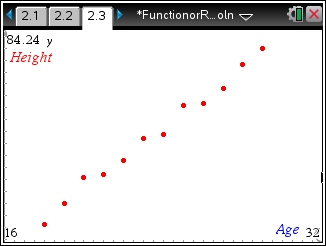 2.1 2.2 2.3 *FunctionorR...oln
84.24 y
Height
Age
16 32